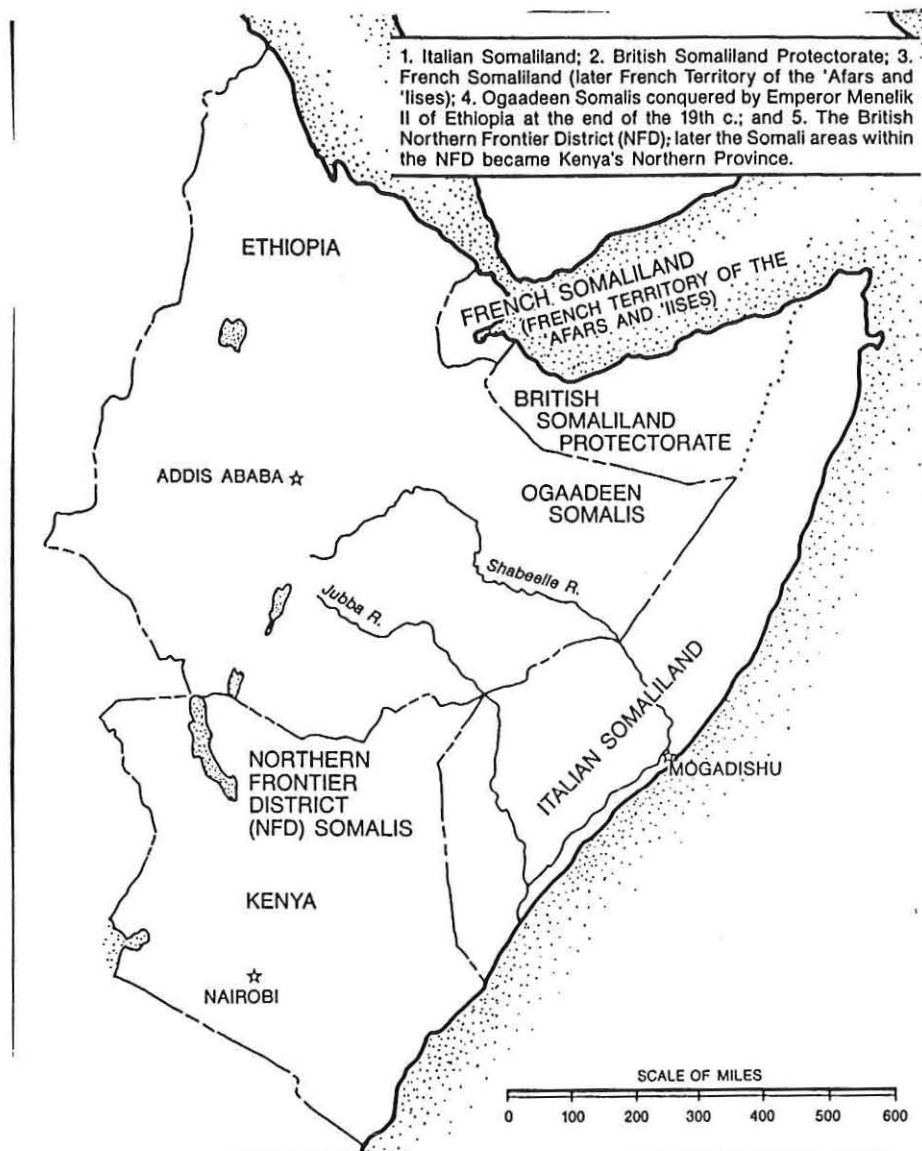 1. Italian Somaliland; 2. British Somaliland Protectorate; 3.
French Somaliland (later French Territory of the 'Afars and
'Iises); 4. Ogaadeen Somalis conquered by Emperor Menelik
II of Ethiopia at the end of the 19th c.; and 5. The British
Northern Frontier District (NFD); later the Somali areas within
the NFD became Kenya's Northern Province.
ETHIOPIA
FRENCH SOMALILAND
(FRENCH TERRITORY OF THE
'AFARS AND 'IISES)
BRITISH
SOMALILAND
PROTECTORATE
ADDIS ABABA
OGAADEEN
SOMALIS
Shabeelle R.
Jubba R.
ITALIAN SOMALILAND
MOGADISHU
NORTHERN
FRONTIER
DISTRICT
(NFD) SOMALIS
KENYA
NAIROBI
SCALE OF MILES
0 100 200 300 400 500 600